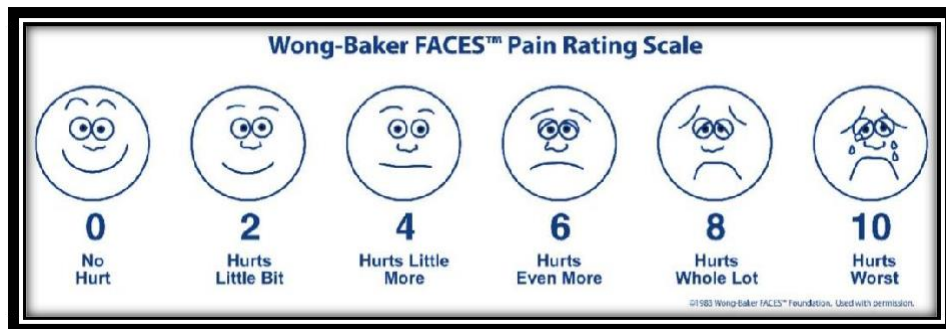 Wong-Baker FACES™ Pain Rating Scale
0
No
Hurt
2
Hurts
Little Bit
4
Hurts Little
More
6
Hurts
Even More
8
Hurts
Whole Lot
10
Hurts
Worst
©1983 Wong-Baker FACES™ Foundation. Used with permission.